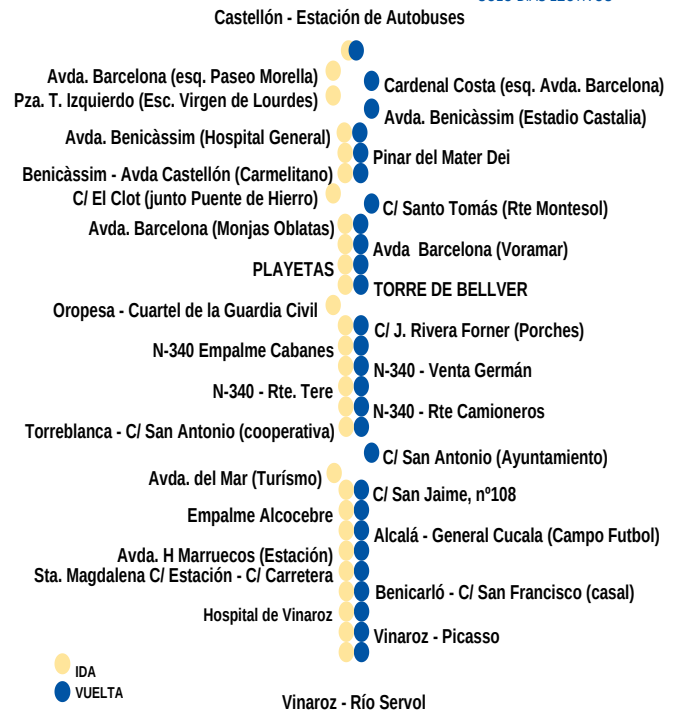 Castellón - Estación de Autobuses
Avda. Barcelona (esq. Paseo Morella)
Cardenal Costa (esq. Avda. Barcelona)
Pza. T. Izquierdo (Esc. Virgen de Lourdes)
Avda. Benicàssim (Estadio Castalia)
Avda. Benicàssim (Hospital General)
Pinar del Mater Dei
Benicàssim - Avda Castellón (Carmelitano)
C/ El Clot (junto Puente de Hierro)
C/ Santo Tomás (Rte Montesol)
Avda. Barcelona (Monjas Oblatas)
Avda Barcelona (Voramar)
PLAYETAS
TORRE DE BELLVER
Oropesa - Cuartel de la Guardia Civil
C/ J. Rivera Forner (Porches)
N-340 Empalme Cabanes
N-340 - Venta Germán
N-340 - Rte. Tere
N-340 - Rte Camioneros
Torreblanca - C/ San Antonio (cooperativa)
C/ San Antonio (Ayuntamiento)
Avda. del Mar (Turísmo)
C/ San Jaime, nº108
Empalme Alcocebre
Alcalá - General Cucala (Campo Futbol)
Avda. H Marruecos (Estación)
Sta. Magdalena C/ Estación - C/ Carretera
Benicarló - C/ San Francisco (casal)
Hospital de Vinaroz
Vinaroz - Picasso
IDA
VUELTA
Vinaroz - Río Servol